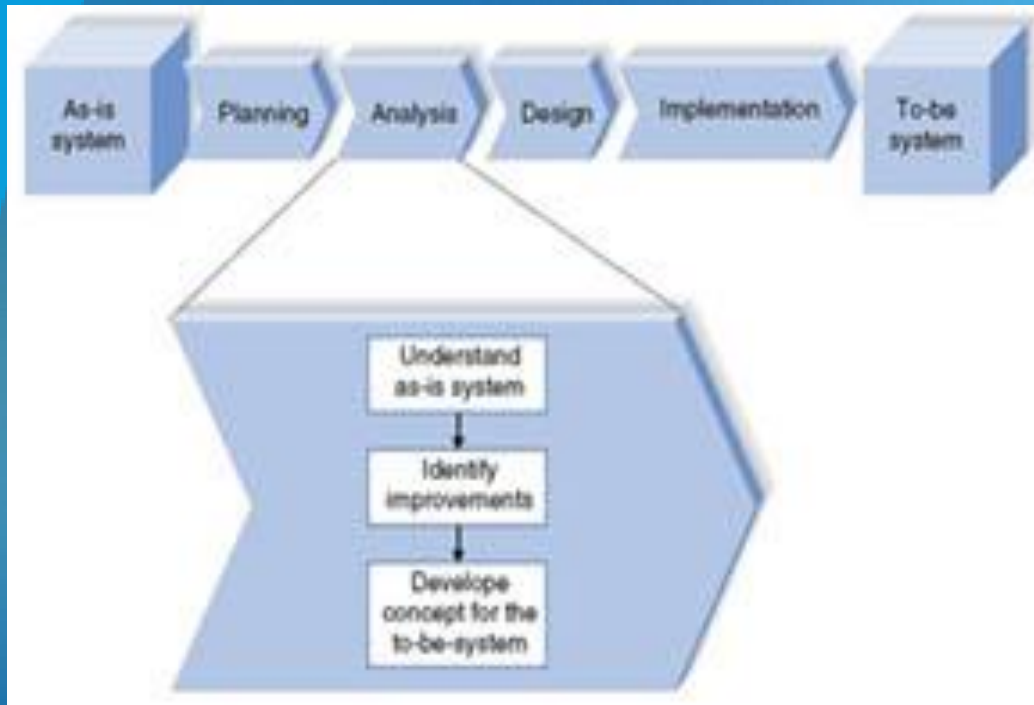 As-is
system
Planning
Analysis
Design
Implementation
To-be
system
Understand
as-is system
Identify
improvements
Develope
concept for the
to-be-system